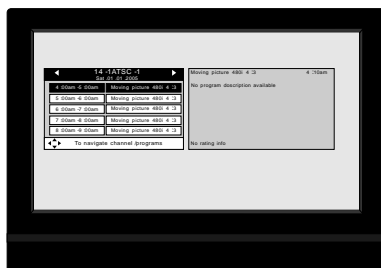 14 -1ATSC -1
Sat .01 .01 .2005
4 :00am -5 :00am Moving picture 480i 4 :3
5 :00am -6 :00am Moving picture 480i 4 :3
6 :00am -7 :00am Moving picture 480i 4 :3
7 :00am -8 :00am Moving picture 480i 4 :3
8 :00am -9 :00am Moving picture 480i 4 :3
To navigate channel /programs
Moving picture 480i 4 :3 4 :10am
No program doscription available
No rating info